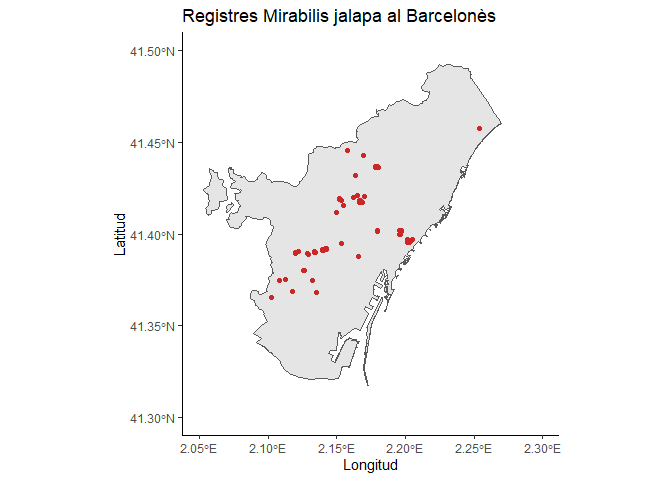 Registres Mirabilis jalapa al Barcelonès
41.50°N
41.45°N
41.40°N
41.35°N
41.30°N
Latitud
2.05°E 2.10°E 2.15°E 2.20°E 2.25°E 2.30°E
Longitud